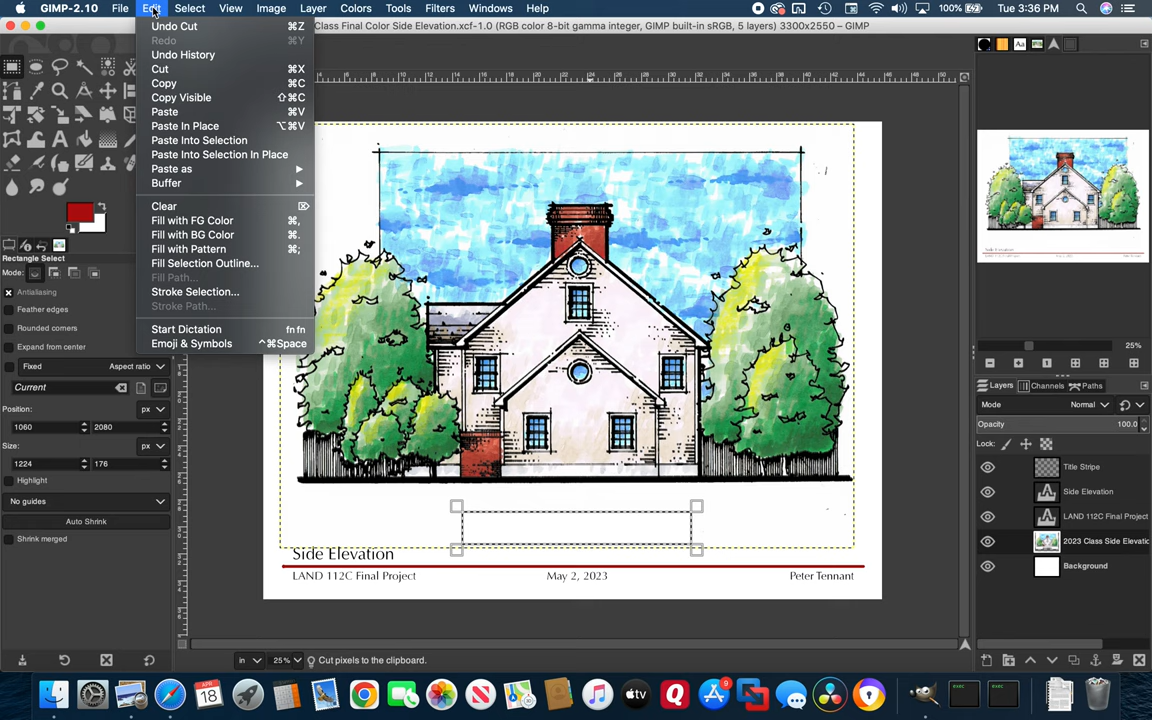 GIMP-2.10 File Edit Select View Image Layer Colors Tools Filters Windows Help 100% Tue 3:36 PM
Class Final Color Side Elevation.xcf-1.0 (RGB color 8-bit gamma integer, GIMP built-in sRGB, 5 layers) 3300x2550 – GIMP
Undo Cut ⌘Z
Redo ⌘Y
Undo History
Cut ⌘X
Copy ⌘C
Copy Visible ⇧⌘C
Paste ⌘V
Paste In Place ⌥⌘V
Paste Into Selection
Paste Into Selection In Place
Paste as
Buffer
Clear ⌦
Fill with FG Color ⌘,
Fill with BG Color ⌘.
Fill with Pattern ⌘;
Fill Selection Outline...
Fill Path...
Stroke Selection...
Stroke Path...
Start Dictation fn fn
Emoji & Symbols ^⌘Space
Rectangle Select
Mode:
Antialiasing
Feather edges
Rounded corners
Expand from center
Fixed Aspect ratio
Current
Position: px
1060 2080
Size: px
1224 176
Highlight
No guides
Auto Shrink
Shrink merged
Side Elevation
LAND 112C Final Project May 2, 2023 Peter Tennant
in 25% Cut pixels to the clipboard.
Aa
25%
Layers Channels Paths
Mode Normal
Opacity 100.0
Lock:
Title Stripe
Side Elevation
LAND 112C Final Project
2023 Class Side Elevatio
Background
18
9
exec exec